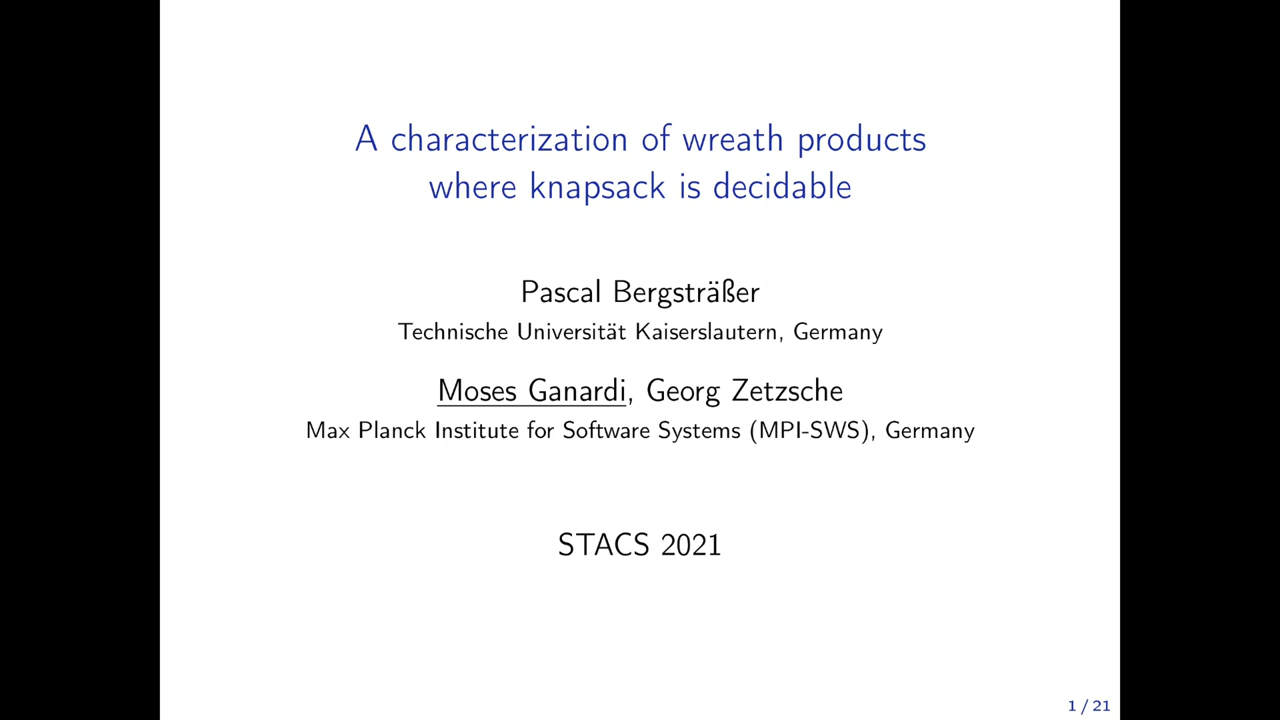 A characterization of wreath products
where knapsack is decidable
Pascal Bergsträßer
Technische Universität Kaiserslautern, Germany
Moses Ganardi, Georg Zetzsche
Max Planck Institute for Software Systems (MPI-SWS), Germany
STACS 2021
1 / 21